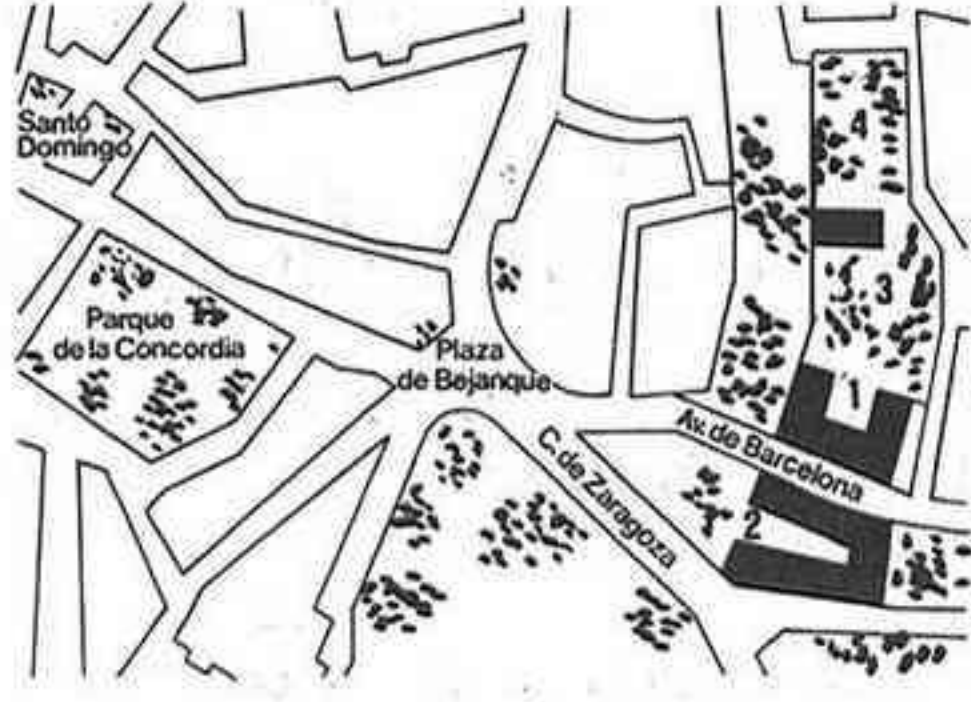 Santo
Domingo
Parque
de la Concordia
Plaza
de Bejanque
C. de Zaragoza
Av. de Barcelona
4
3
1
2